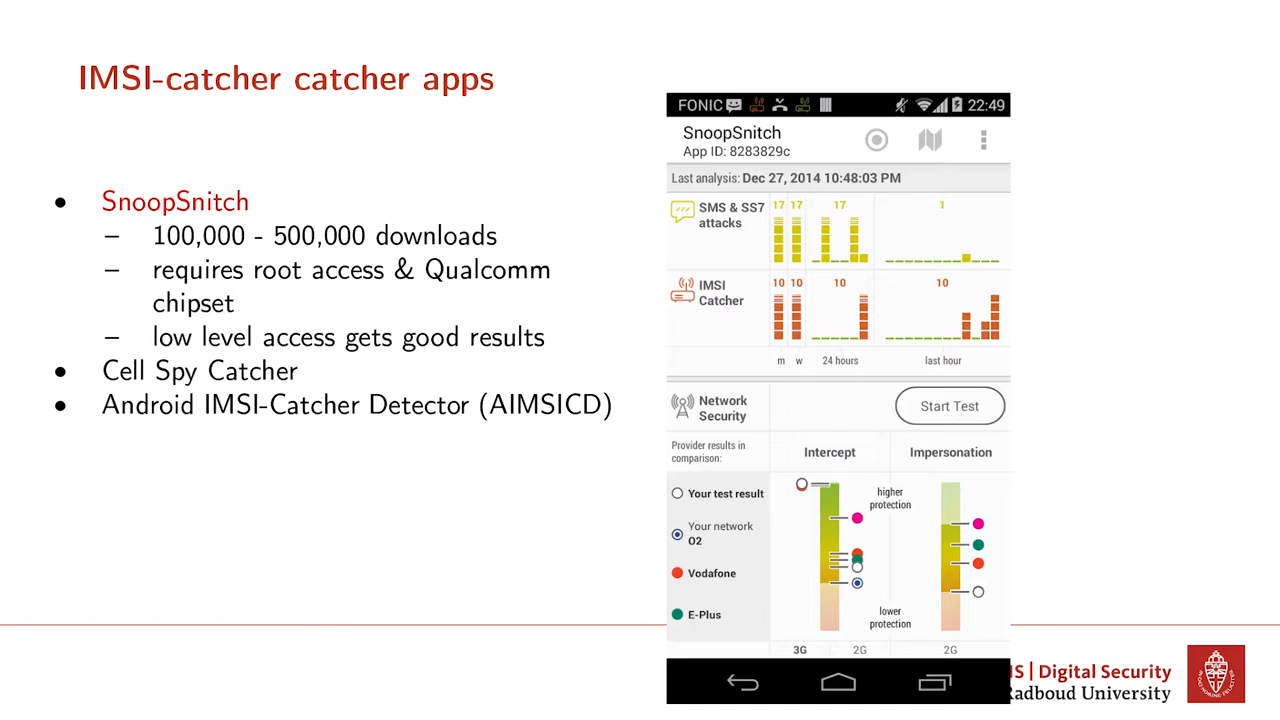 IMSI-catcher catcher apps
• SnoopSnitch
– 100,000 - 500,000 downloads
– requires root access & Qualcomm
chipset
– low level access gets good results
• Cell Spy Catcher
• Android IMSI-Catcher Detector (AIMSICD)
FONIC 22:49
SnoopSnitch
App ID: 8283829c
Last analysis: Dec 27, 2014 10:48:03 PM
SMS & SS7
attacks
17 17 17 1
IMSI
Catcher
10 10 10 10
m w 24 hours last hour
Network
Security
Start Test
Provider results in
comparison:
Intercept Impersonation
Your test result
Your network
O2
Vodafone
E-Plus
higher
protection
lower
protection
3G 2G 2G
S | Digital Security
Radboud University